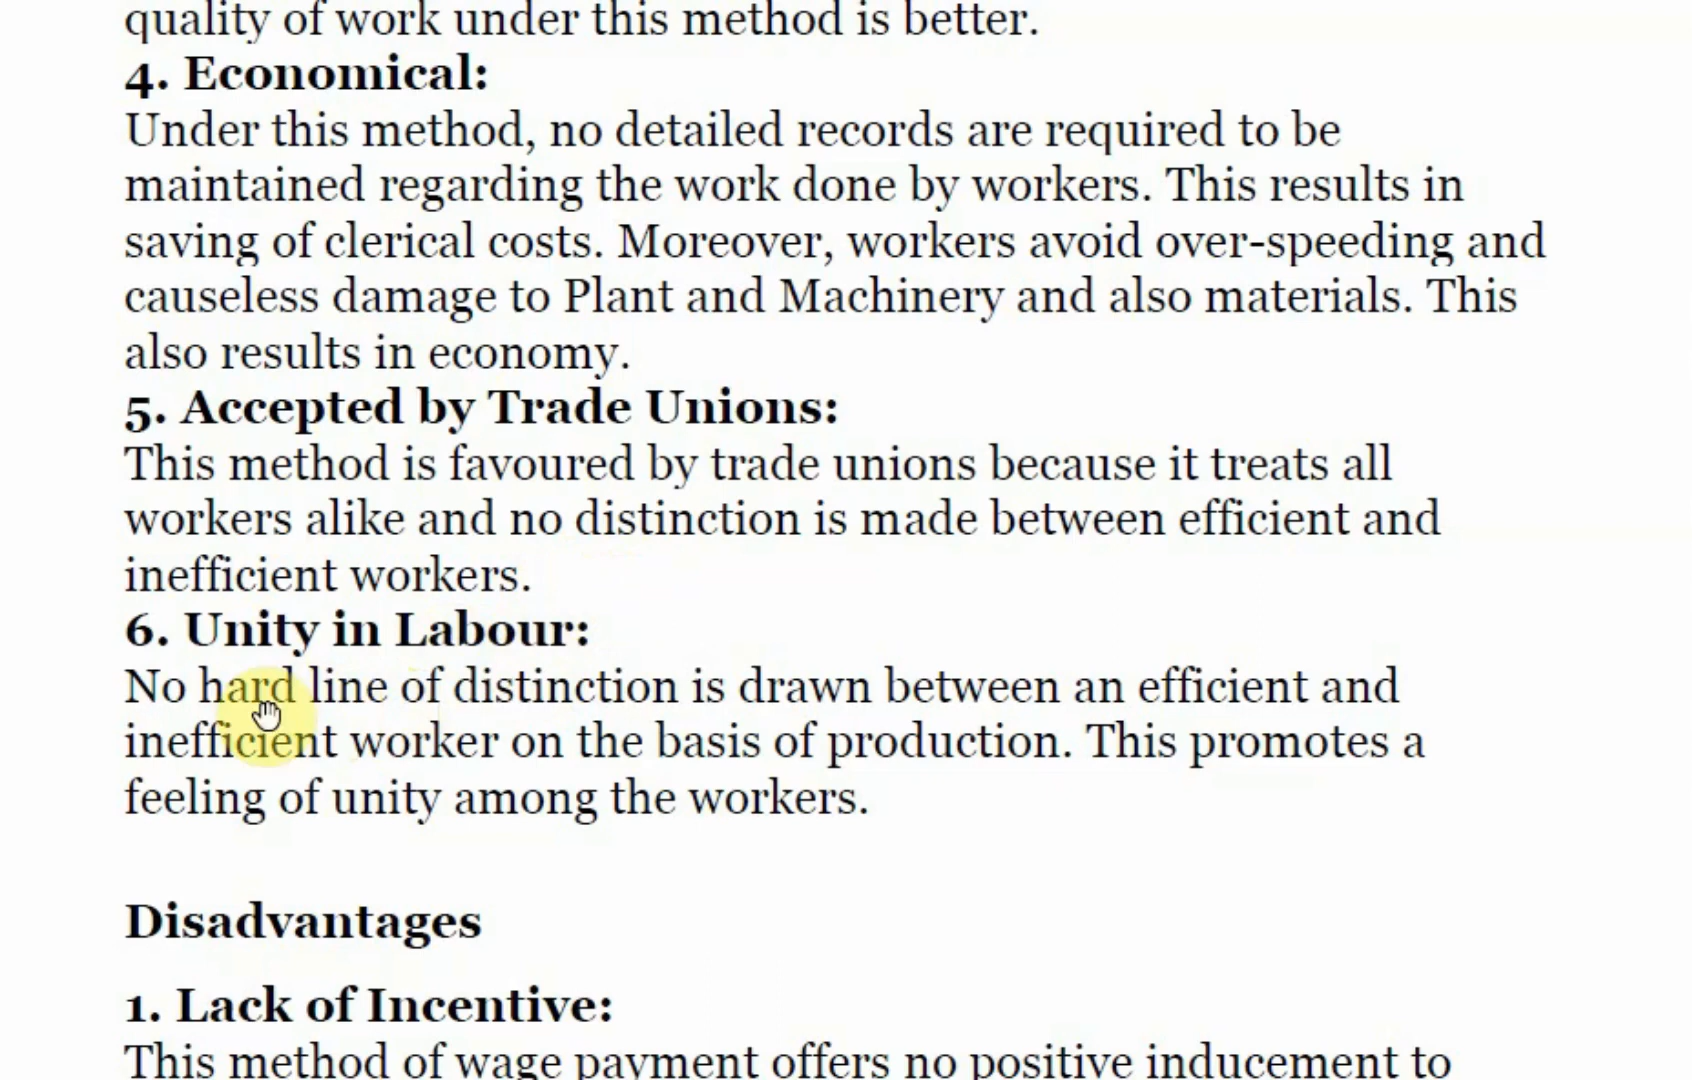 quality of work under this method is better.
4. Economical:
Under this method, no detailed records are required to be
maintained regarding the work done by workers. This results in
saving of clerical costs. Moreover, workers avoid over-speeding and
causeless damage to Plant and Machinery and also materials. This
also results in economy.
5. Accepted by Trade Unions:
This method is favoured by trade unions because it treats all
workers alike and no distinction is made between efficient and
inefficient workers.
6. Unity in Labour:
No hard line of distinction is drawn between an efficient and
inefficient worker on the basis of production. This promotes a
feeling of unity among the workers.
Disadvantages
1. Lack of Incentive:
This method of wage payment offers no positive inducement to